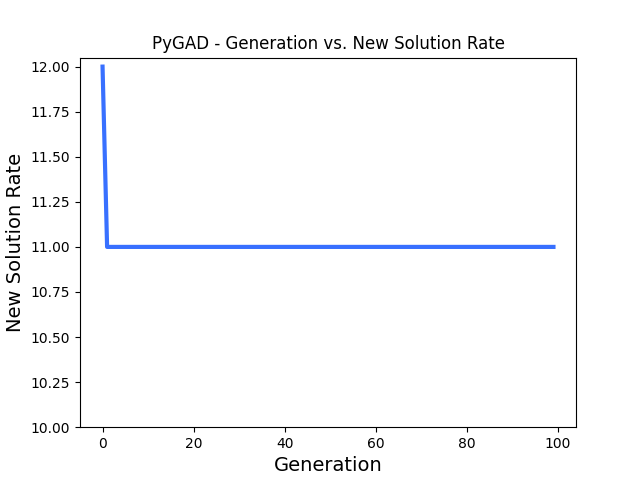 PyGAD - Generation vs. New Solution Rate
New Solution Rate
12.00
11.75
11.50
11.25
11.00
10.75
10.50
10.25
10.00
0 20 40 60 80 100
Generation